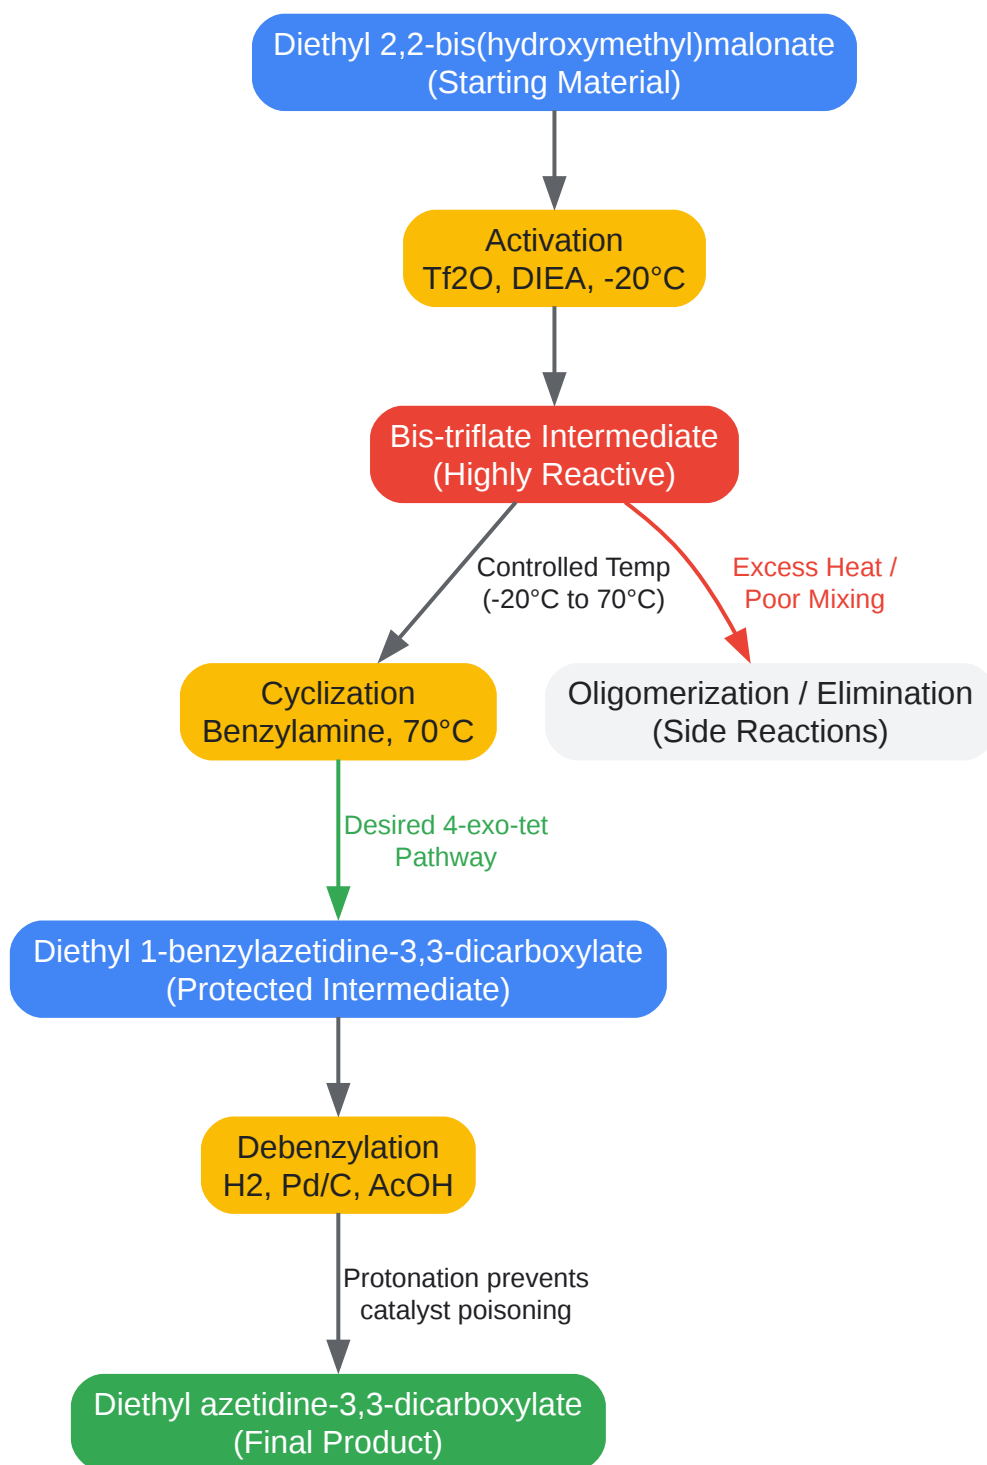 Diethyl 2,2-bis(hydroxymethyl)malonate
(Starting Material)
Activation
Tf2O, DIEA, -20°C
Bis-triflate Intermediate
(Highly Reactive)
Controlled Temp
(-20°C to 70°C)
Excess Heat /
Poor Mixing
Cyclization
Benzylamine, 70°C
Oligomerization / Elimination
(Side Reactions)
Desired 4-exo-tet
Pathway
Diethyl 1-benzylazetidine-3,3-dicarboxylate
(Protected Intermediate)
Debenzylation
H2, Pd/C, AcOH
Protonation prevents
catalyst poisoning
Diethyl azetidine-3,3-dicarboxylate
(Final Product)